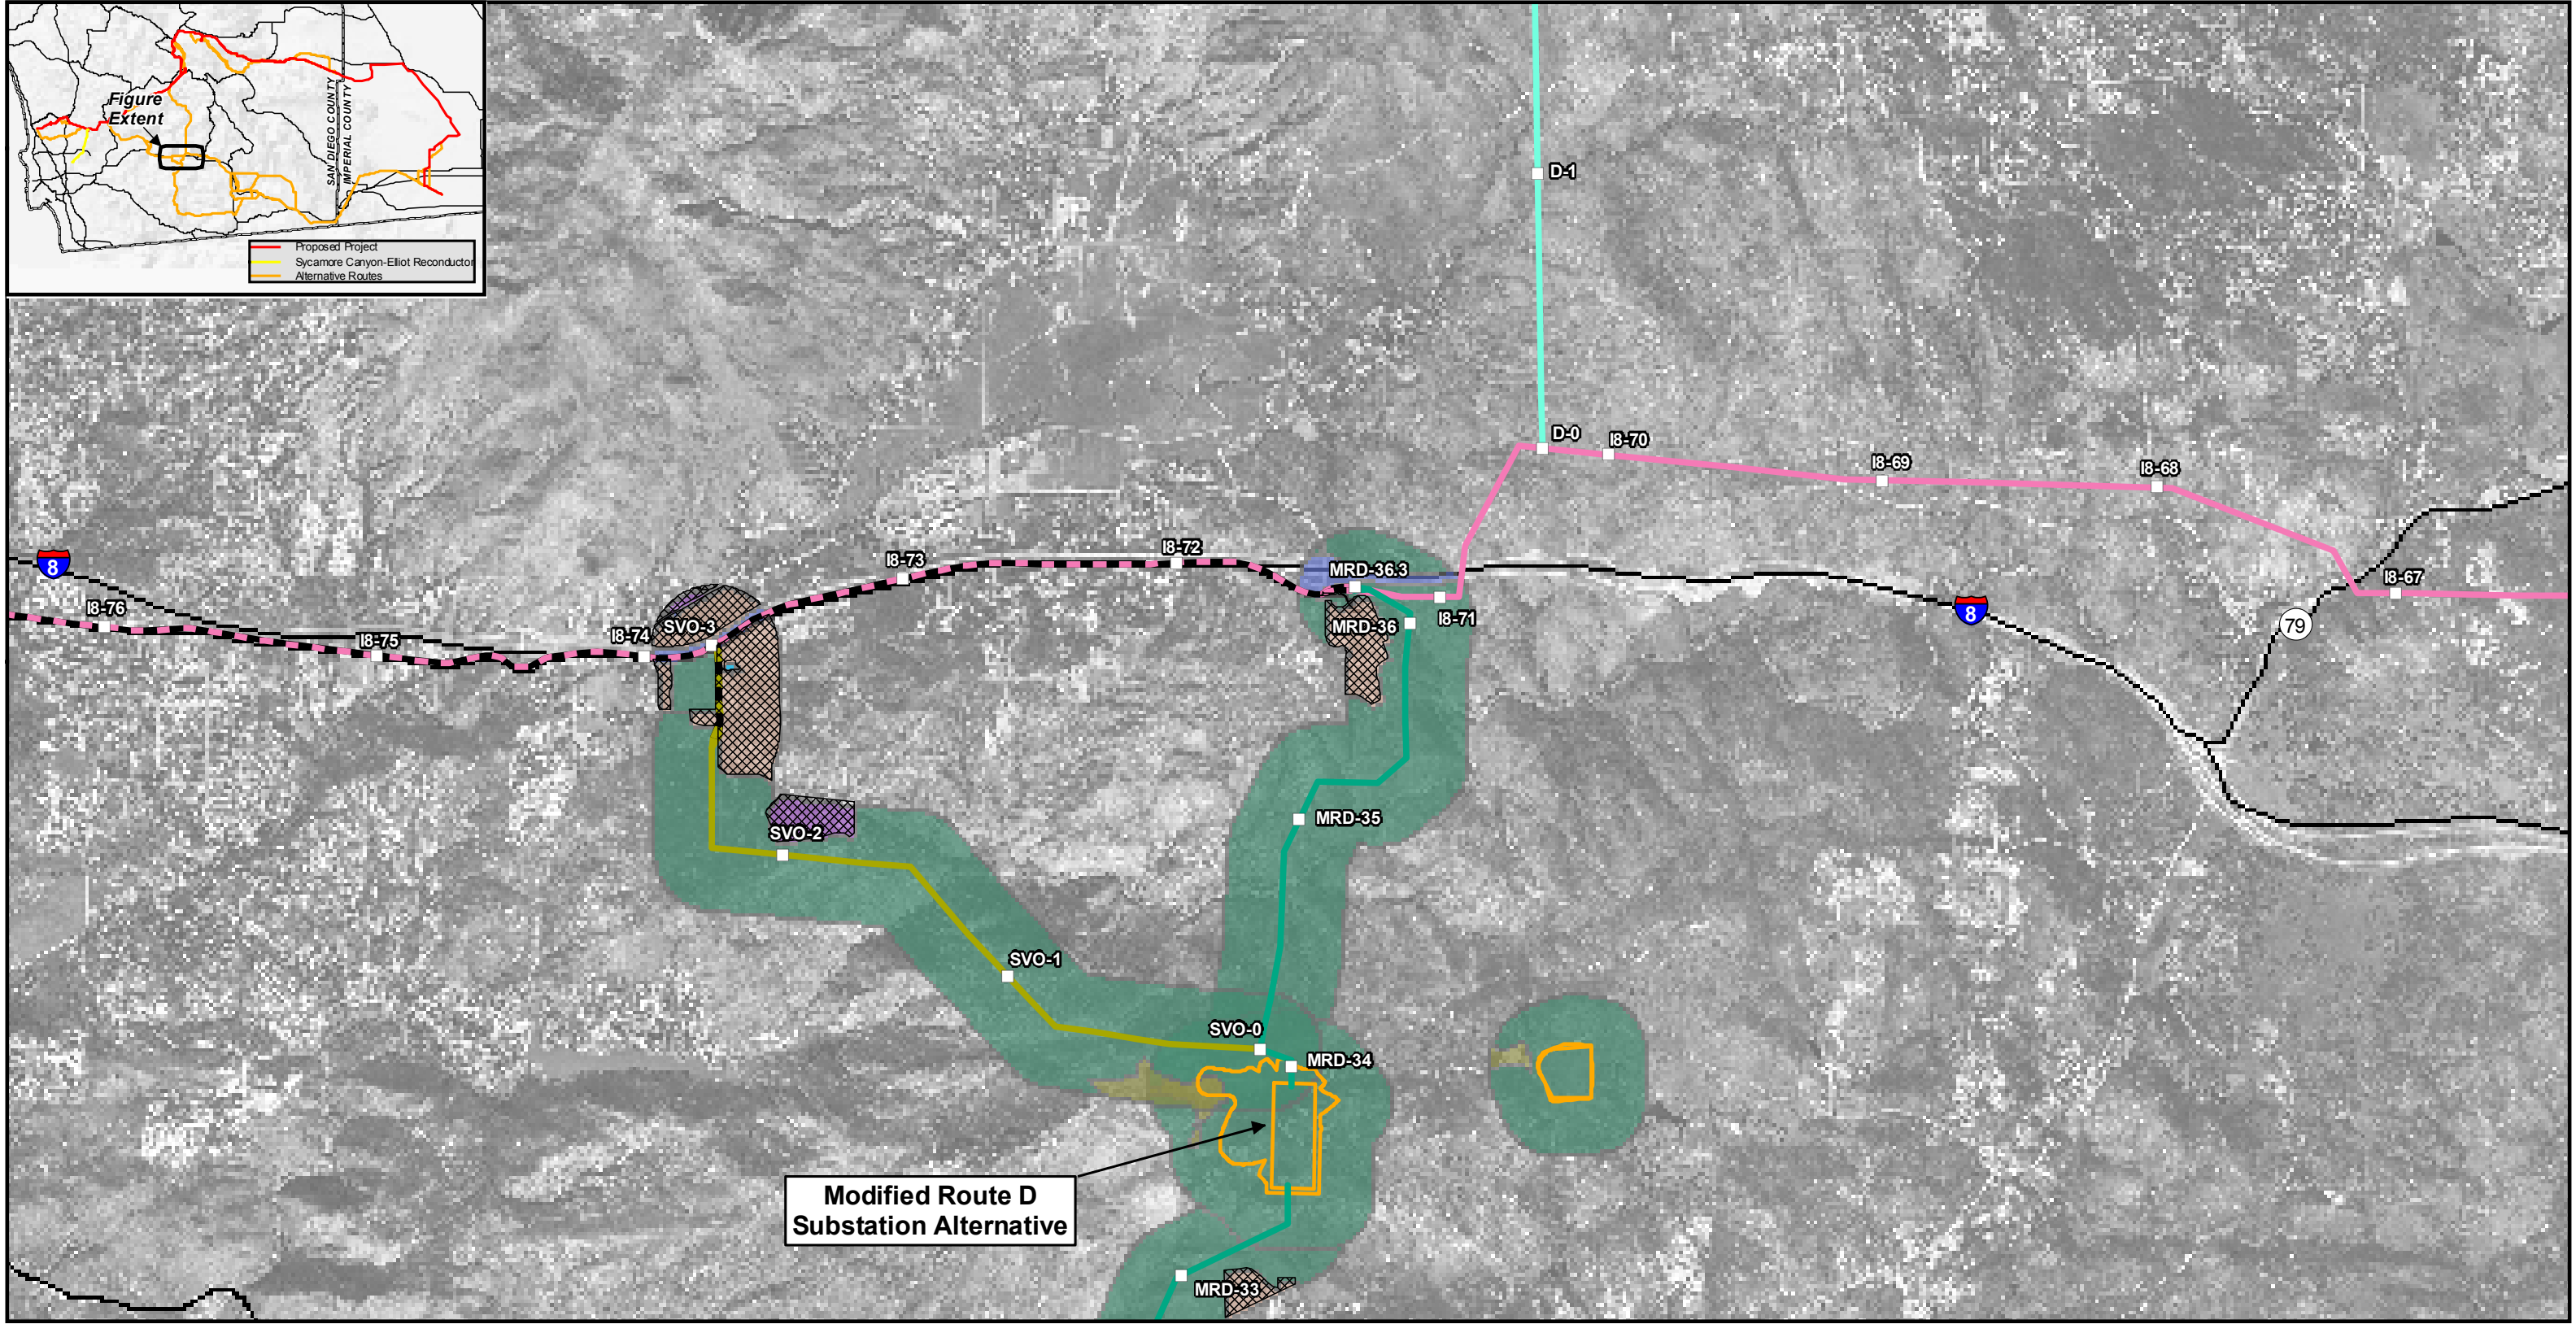 Figure
Extent
SAN DIEGO COUNTY
IMPERIAL COUNTY
Proposed Project
Sycamore Canyon-Elliot Reconductor
Alternative Routes
D-1
D-0
I8-70
I8-69
I8-68
I8-67
79
8
8
I8-76
I8-75
I8-74
SVO-3
I8-73
I8-72
MRD-36.3
MRD-36
I8-71
MRD-35
SVO-2
SVO-1
SVO-0
MRD-34
Modified Route D
Substation Alternative
MRD-33